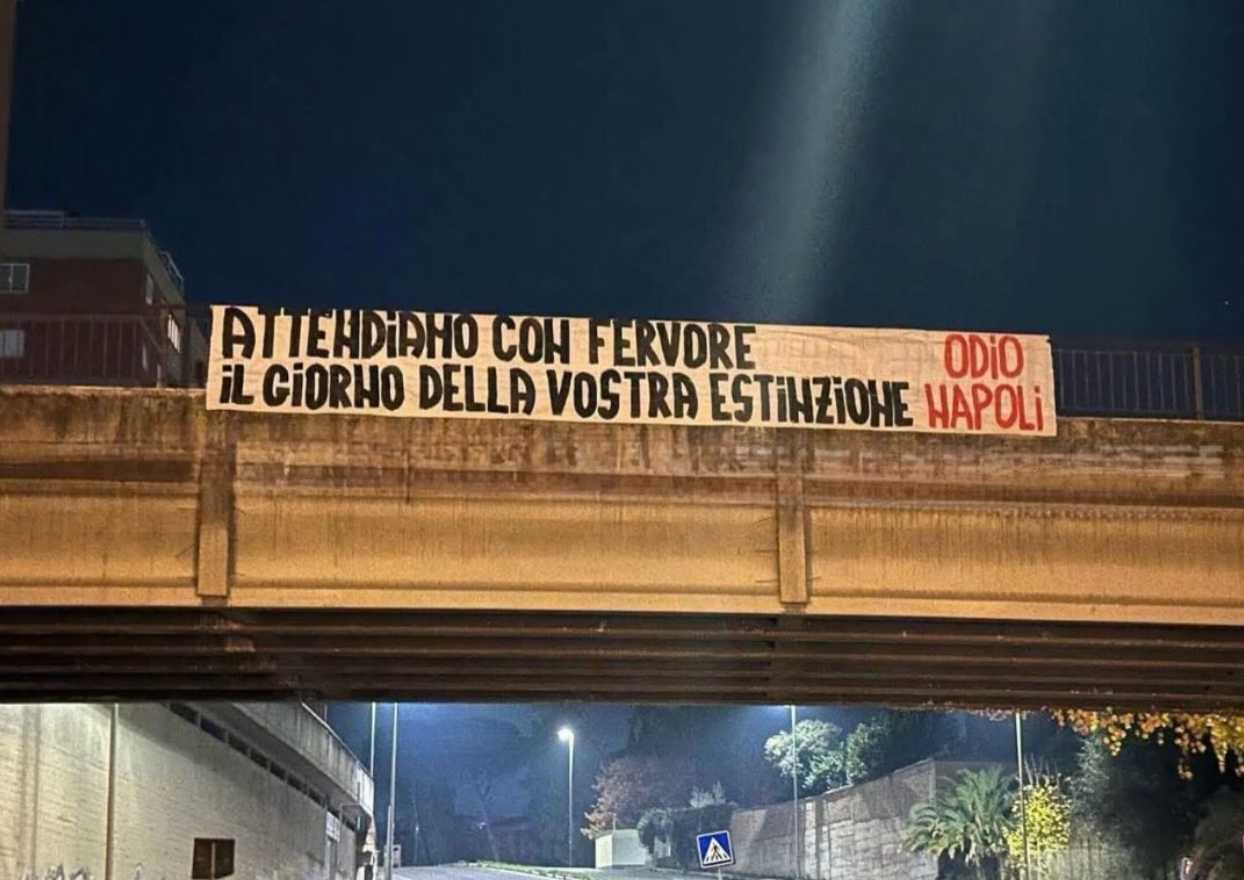 ATTENDIAMO CON FERVORE
IL GIORNO DELLA VOSTRA ESTINZIONE
ODIO
NAPOLI